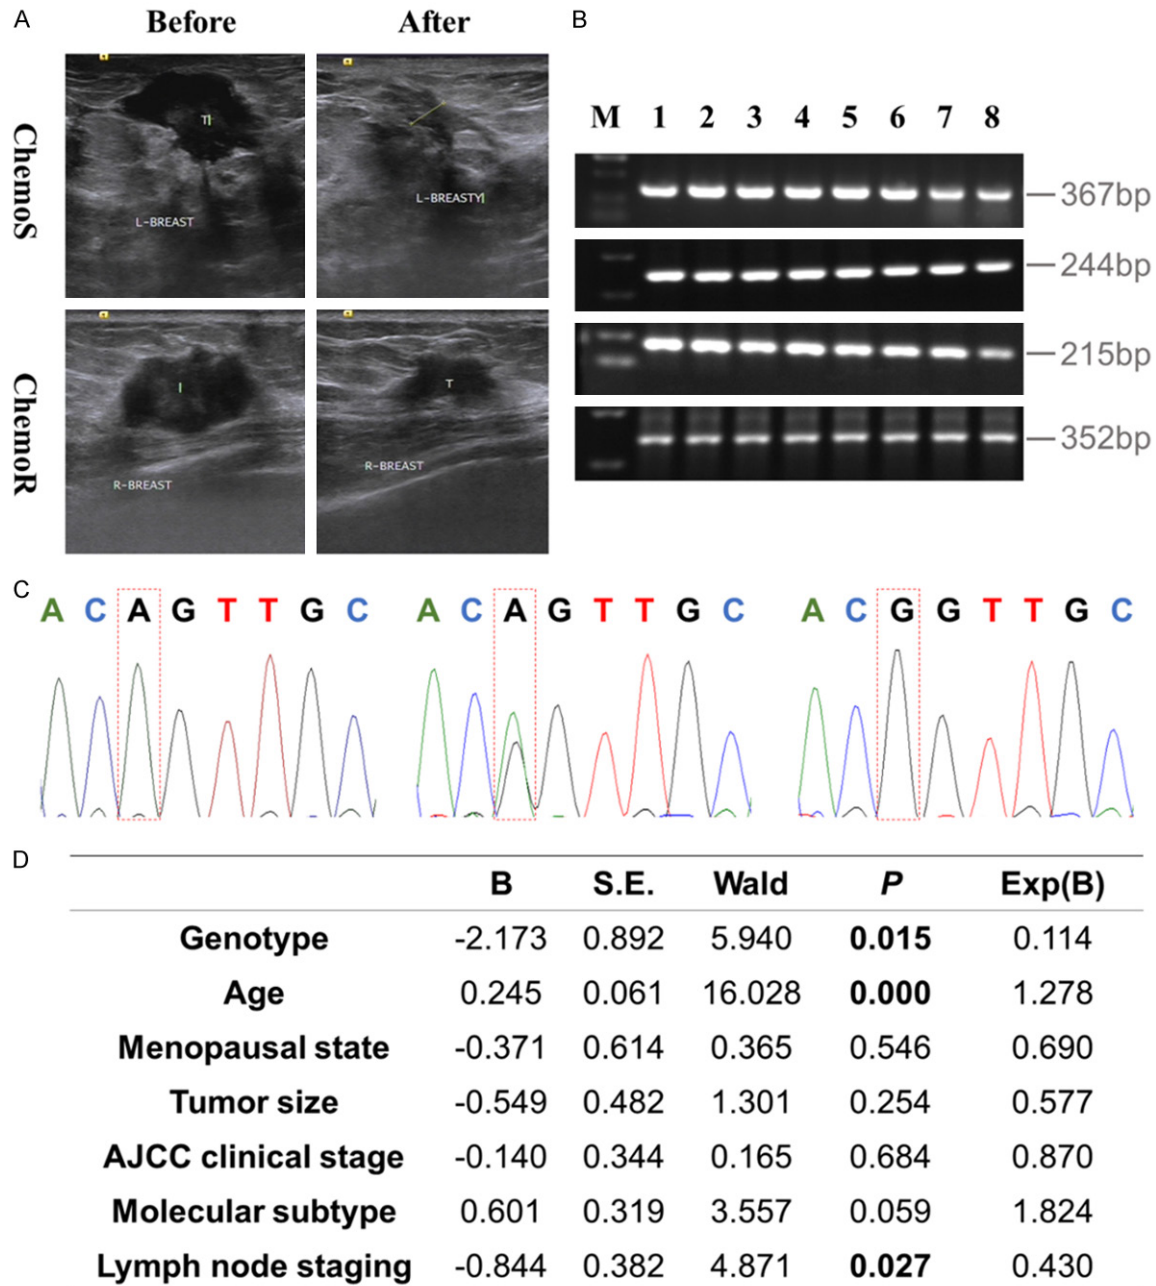 A
Before After
ChemoS
T
L-BREAST
L-BREASTY
ChemoR
T
R-BREAST
R-BREAST
B
M 1 2 3 4 5 6 7 8
367bp
244bp
215bp
352bp
C
A C A G T T G C
A C A G T T G C
A C G G T T G C
D
B S.E. Wald P Exp(B)
Genotype -2.173 0.892 5.940 0.015 0.114
Age 0.245 0.061 16.028 0.000 1.278
Menopausal state -0.371 0.614 0.365 0.546 0.690
Tumor size -0.549 0.482 1.301 0.254 0.577
AJCC clinical stage -0.140 0.344 0.165 0.684 0.870
Molecular subtype 0.601 0.319 3.557 0.059 1.824
Lymph node staging -0.844 0.382 4.871 0.027 0.430